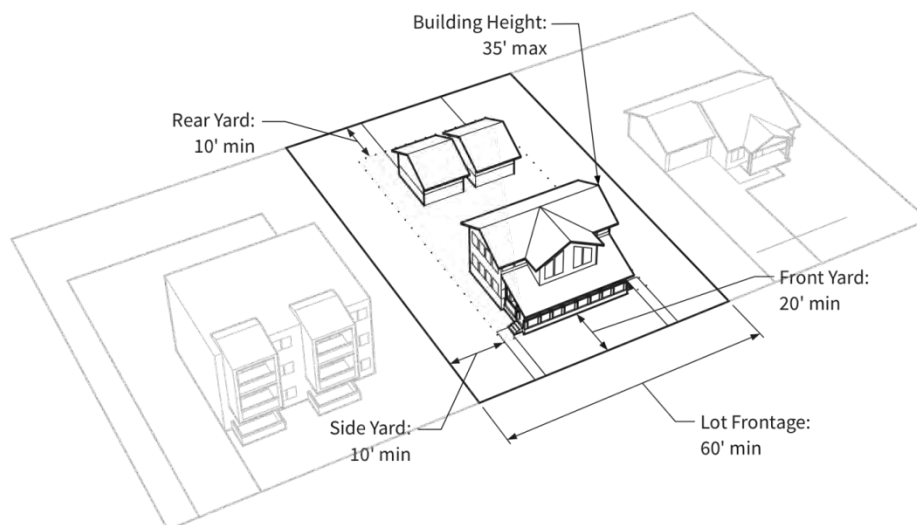 Building Height:
35' max
Rear Yard:
10' min
Front Yard:
20' min
Side Yard:
10' min
Lot Frontage:
60' min